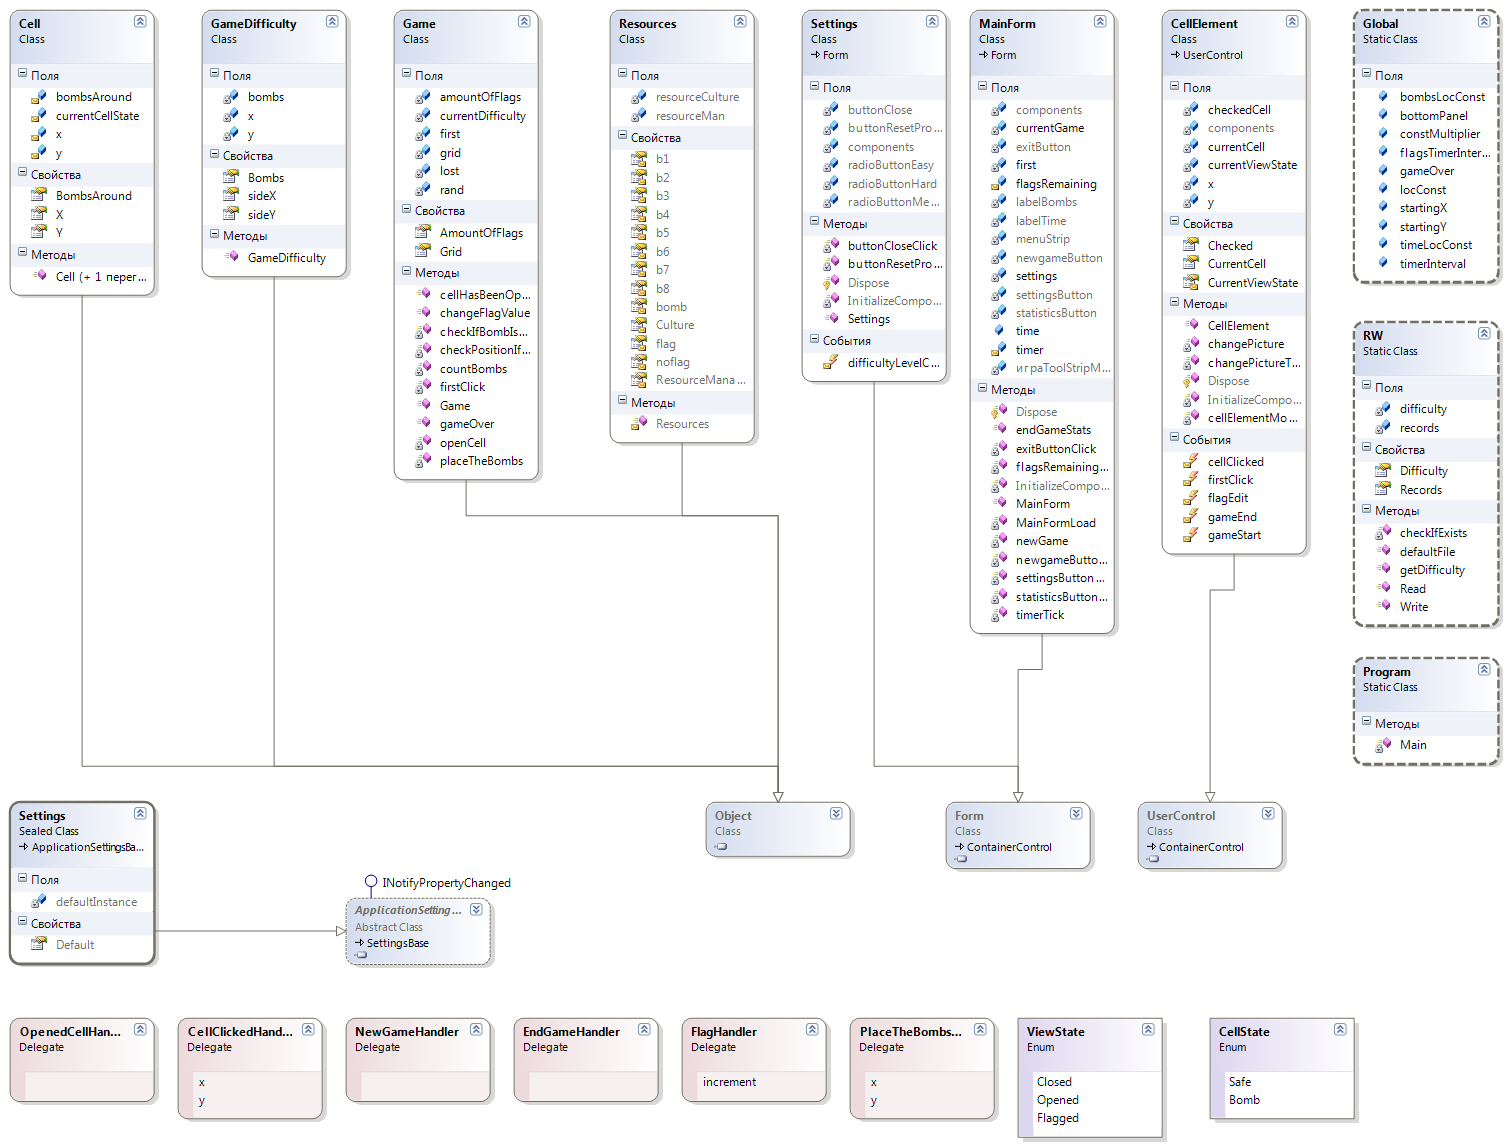 Cell
Class
Поля
bombsAround
currentCellState
x
y
Свойства
BombsAround
X
Y
Методы
Cell (+ 1 перег...
GameDifficulty
Class
Поля
bombs
x
y
Свойства
Bombs
sideX
sideY
Методы
GameDifficulty
Game
Class
Поля
amountOfFlags
currentDifficulty
first
grid
lost
rand
Свойства
AmountOfFlags
Grid
Методы
cellHasBeenOp...
changeFlagValue
checkIfBombIs...
checkPositionIf...
countBombs
firstClick
Game
gameOver
openCell
placeTheBombs
Resources
Class
Поля
resourceCulture
resourceMan
Свойства
b1
b2
b3
b4
b5
b6
b7
b8
bomb
Culture
flag
noflag
ResourceMana...
Методы
Resources
Settings
Class
Form
Поля
buttonClose
buttonResetPro...
components
radioButtonEasy
radioButtonHard
radioButtonMe...
Методы
buttonCloseClick
buttonResetPro...
Dispose
InitializeCompo...
Settings
События
difficultyLevelC...
MainForm
Class
Form
Поля
components
currentGame
exitButton
first
flagsRemaining
labelBombs
labelTime
menuStrip
newgameButton
settings
settingsButton
statisticsButton
time
timer
играToolStripM...
Методы
Dispose
endGameStats
exitButtonClick
flagsRemaining...
InitializeCompo...
MainForm
MainFormLoad
newGame
newgameButto...
settingsButton...
statisticsButton...
timerTick
CellElement
Class
UserControl
Поля
checkedCell
components
currentCell
currentViewState
x
y
Свойства
Checked
CurrentCell
CurrentViewState
Методы
CellElement
changePicture
changePictureT...
Dispose
InitializeCompo...
cellElementMo...
События
cellClicked
firstClick
flagEdit
gameEnd
gameStart
Global
Static Class
Поля
bombsLocConst
bottomPanel
constMultiplier
flagsTimerInter...
gameOver
locConst
startingX
startingY
timeLocConst
timerInterval
RW
Static Class
Поля
difficulty
records
Свойства
Difficulty
Records
Методы
checkIfExists
defaultFile
getDifficulty
Read
Write
Program
Static Class
Методы
Main
Settings
Sealed Class
ApplicationSettingsBa...
Поля
defaultInstance
Свойства
Default
INotifyPropertyChanged
ApplicationSetting...
Abstract Class
SettingsBase
Object
Class
Form
Class
ContainerControl
UserControl
Class
ContainerControl
OpenedCellHan...
Delegate
CellClickedHand...
Delegate
x
y
NewGameHandler
Delegate
EndGameHandler
Delegate
FlagHandler
Delegate
increment
PlaceTheBombs...
Delegate
x
y
ViewState
Enum
Closed
Opened
Flagged
CellState
Enum
Safe
Bomb